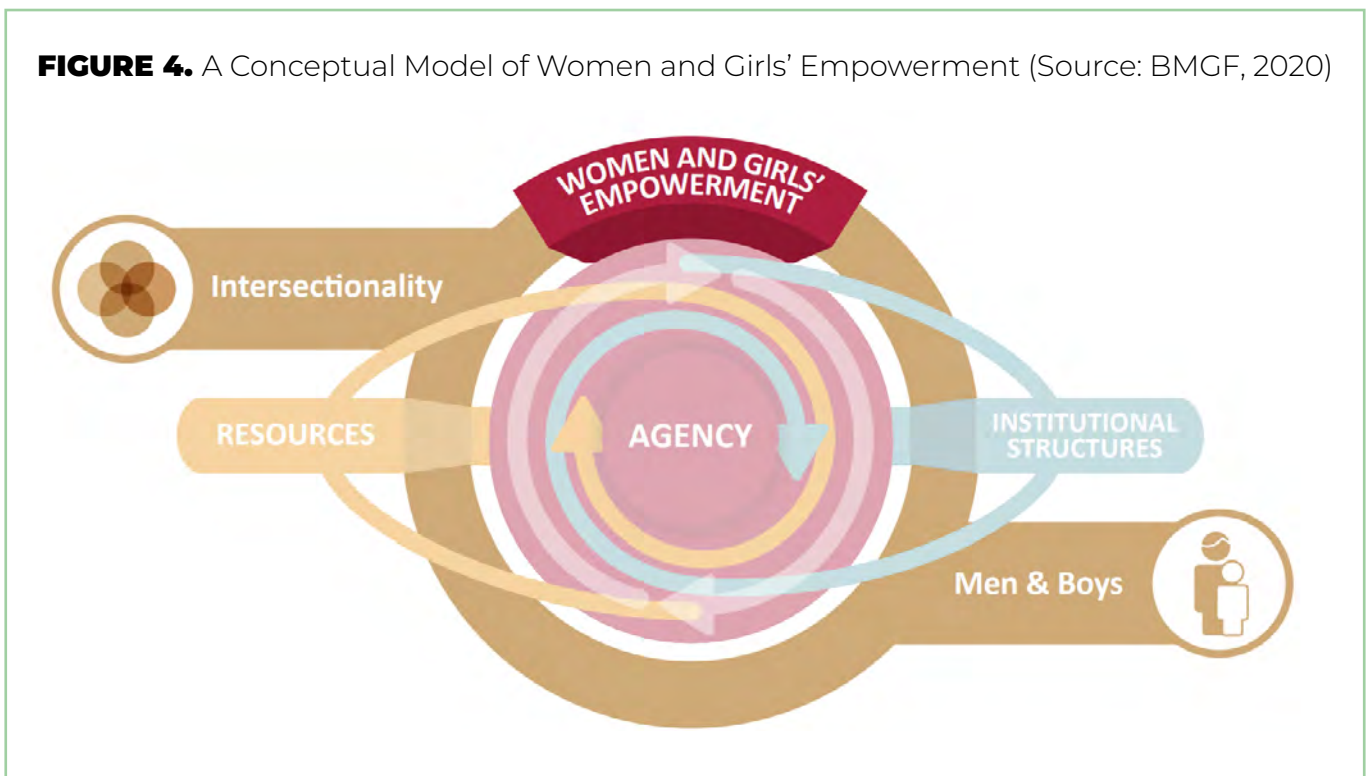 FIGURE 4. A Conceptual Model of Women and Girls’ Empowerment (Source: BMGF, 2020)
WOMEN AND GIRLS’
EMPOWERMENT
Intersectionality
RESOURCES
AGENCY
INSTITUTIONAL
STRUCTURES
Men & Boys